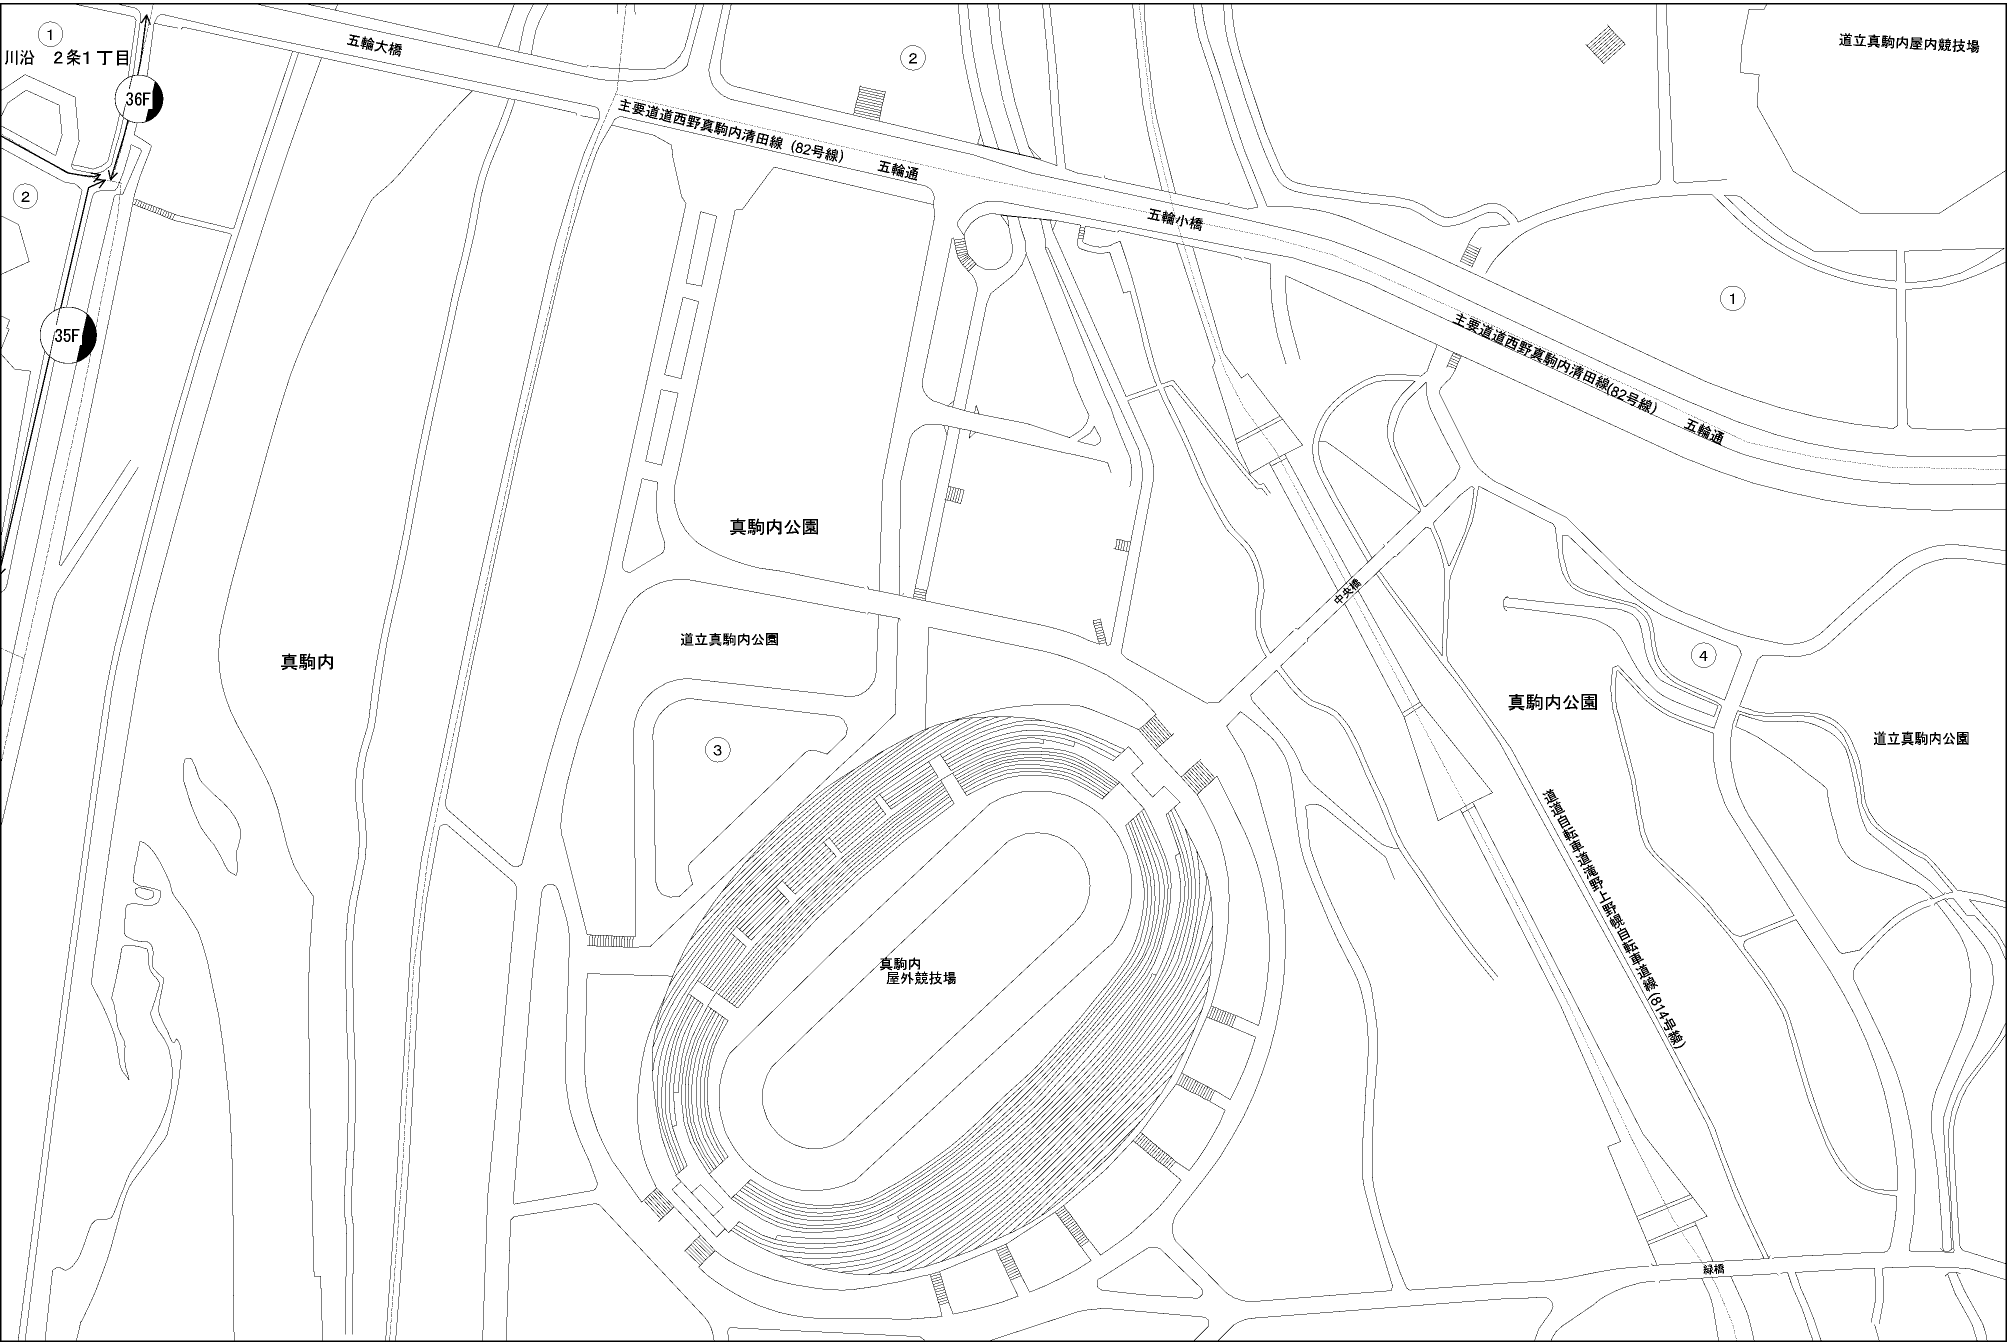 1
川沿　2条1丁目
36F
五輪大橋
2
道立真駒内屋内競技場
主要道道西野真駒内清田線（82号線）
五輪通
2
五輪小橋
35F
1
主要道道西野真駒内清田線(82号線)
五輪通
真駒内公園
中央橋
道立真駒内公園
真駒内
4
真駒内公園
道立真駒内公園
3
道道自転車道滝野上野幌自転車道線(814号線)
真駒内
屋外競技場
緑橋